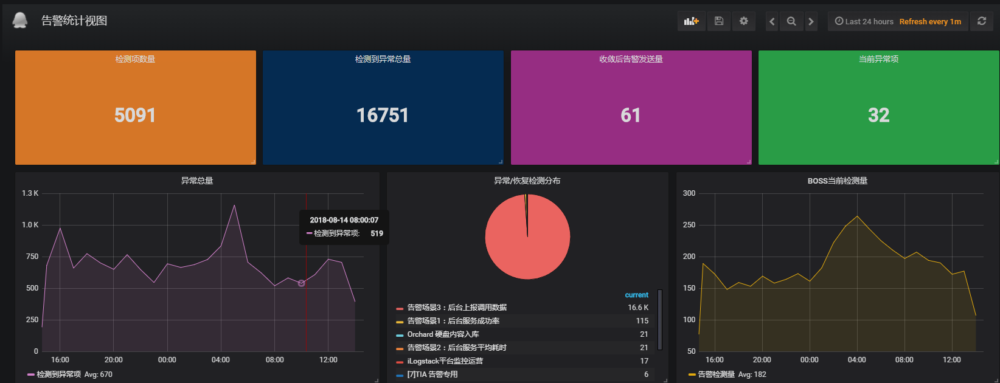 告警统计视图
Last 24 hours Refresh every 1m
检测项数量
5091
检测到异常总量
16751
收敛后告警发送量
61
当前异常项
32
异常总量
1.3 K
1.0 K
750
500
250
0
16:00 20:00 00:00 04:00 08:00 12:00
2018-08-14 08:00:07
检测到异常项: 519
检测到异常项 Avg: 670
异常/恢复检测分布
current
告警场景3：后台上报调用数据 16.6 K
告警场景1：后台服务成功率 115
Orchard 硬盘内容入库 21
告警场景2：后台服务平均耗时 21
iLogstack平台监控运营 17
[7]TIA 告警专用 6
BOSS当前检测量
300
250
200
150
100
50
16:00 20:00 00:00 04:00 08:00 12:00
告警检测量 Avg: 182